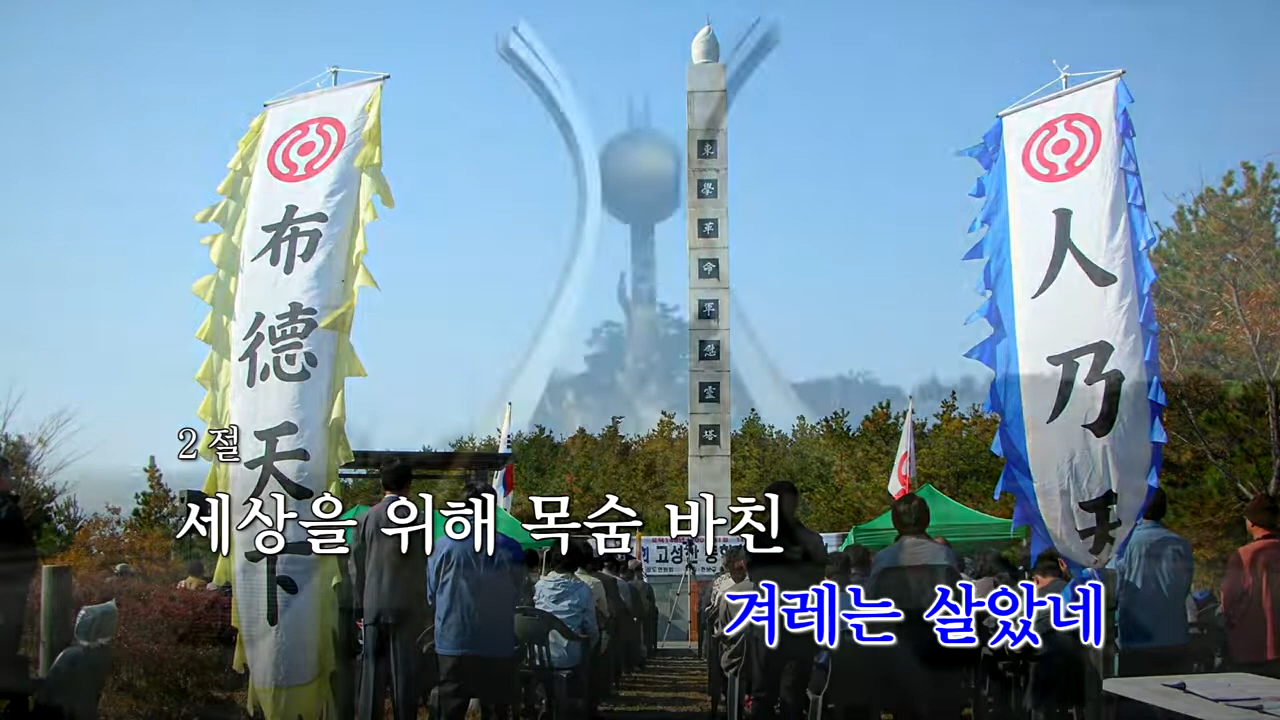 布德天下
東學革命軍慰靈塔
人乃天
2절
세상을 위해 목숨 바친
겨레는 살았네